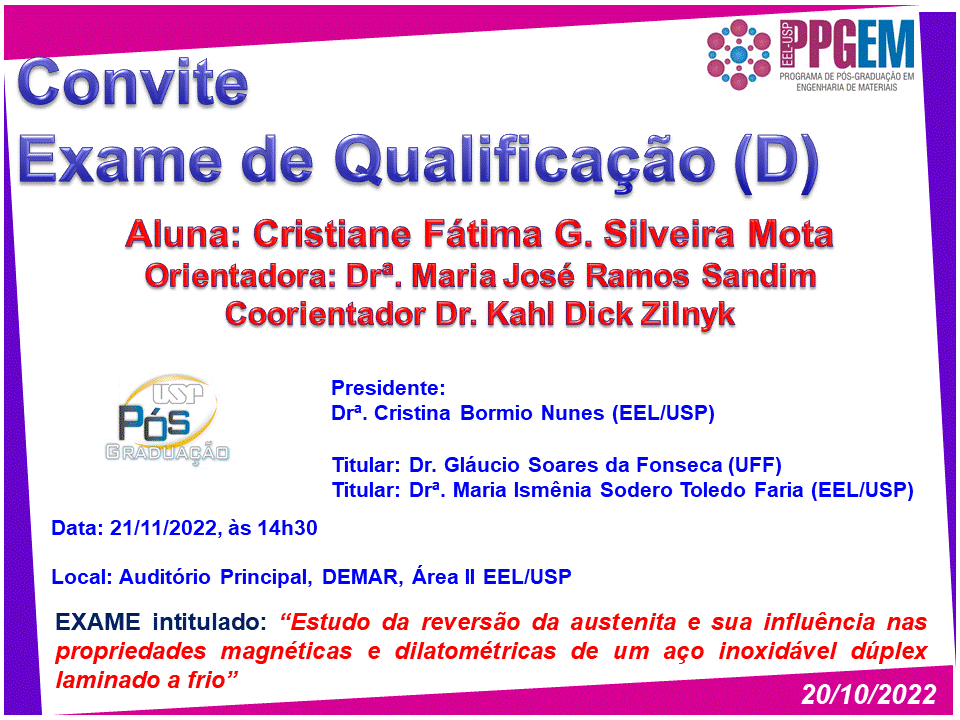 EEL-USP
PPGEM
PROGRAMA DE PÓS-GRADUAÇÃO EM
ENGENHARIA DE MATERIAIS
Convite
Exame de Qualificação (D)
Aluna: Cristiane Fátima G. Silveira Mota
Orientadora: Drª. Maria José Ramos Sandim
Coorientador Dr. Kahl Dick Zilnyk
USP
PÓS
GRADUAÇÃO
Presidente:
Drª. Cristina Bormio Nunes (EEL/USP)
Titular: Dr. Gláucio Soares da Fonseca (UFF)
Titular: Drª. Maria Ismênia Sodero Toledo Faria (EEL/USP)
Data: 21/11/2022, às 14h30
Local: Auditório Principal, DEMAR, Área II EEL/USP
EXAME intitulado: “Estudo da reversão da austenita e sua influência nas
propriedades magnéticas e dilatométricas de um aço inoxidável dúplex
laminado a frio”
20/10/2022